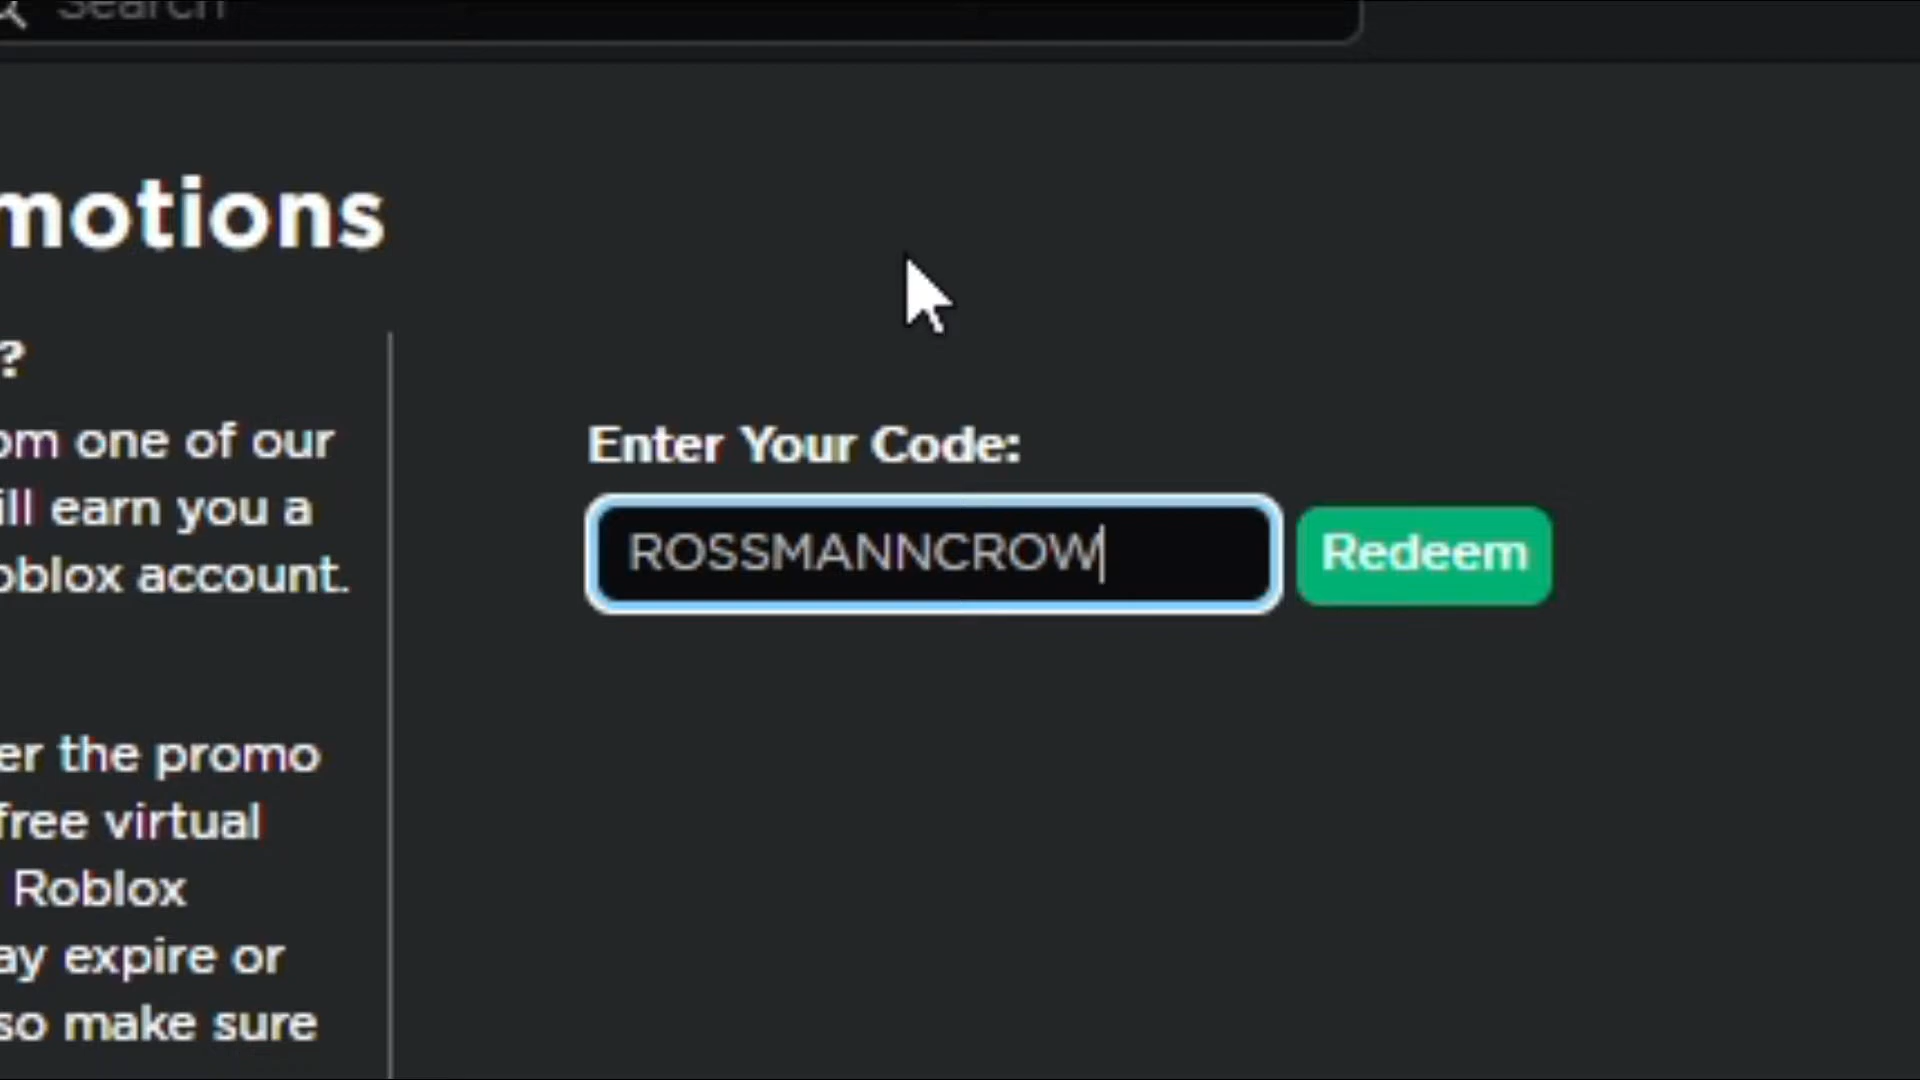 Search
motions
?
om one of our
ill earn you a
oblox account.
er the promo
free virtual
Roblox
ay expire or
so make sure
Enter Your Code:
ROSSMANNCROW
Redeem